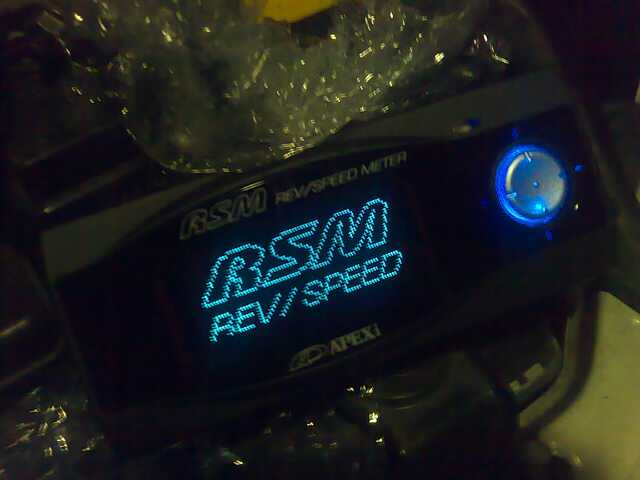 RSM REV/SPEED METER
RSM
REV//SPEED
APEXi